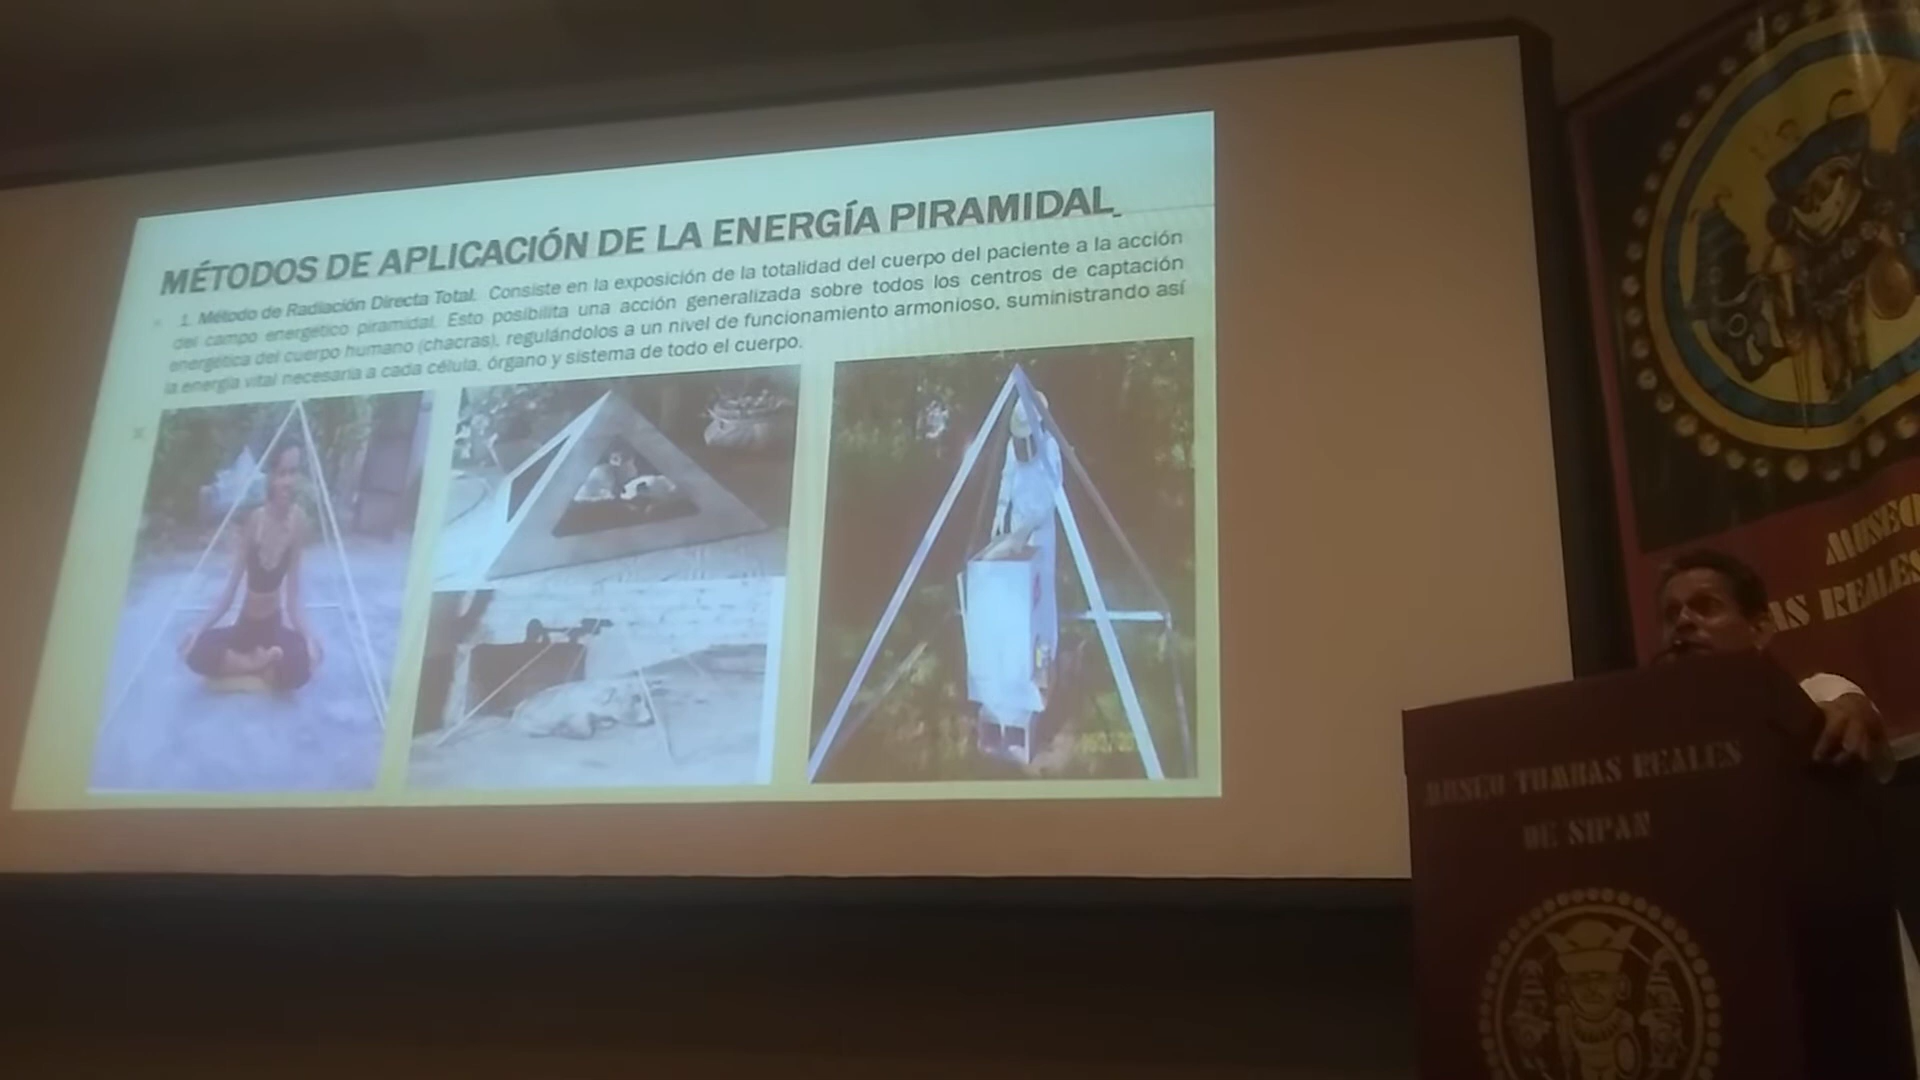 MÉTODOS DE APLICACIÓN DE LA ENERGÍA PIRAMIDAL
1. Método de Radiación Directa Total. Consiste en la exposición de la totalidad del cuerpo del paciente a la acción
del campo energético piramidal. Esto posibilita una acción generalizada sobre todos los centros de captación
energética del cuerpo humano (chacras), regulándolos a un nivel de funcionamiento armonioso, suministrando así
la energía vital necesaria a cada célula, órgano y sistema de todo el cuerpo.
MUSEO
AS REALES
MUSEO TUMBAS REALES
DE SIPAN